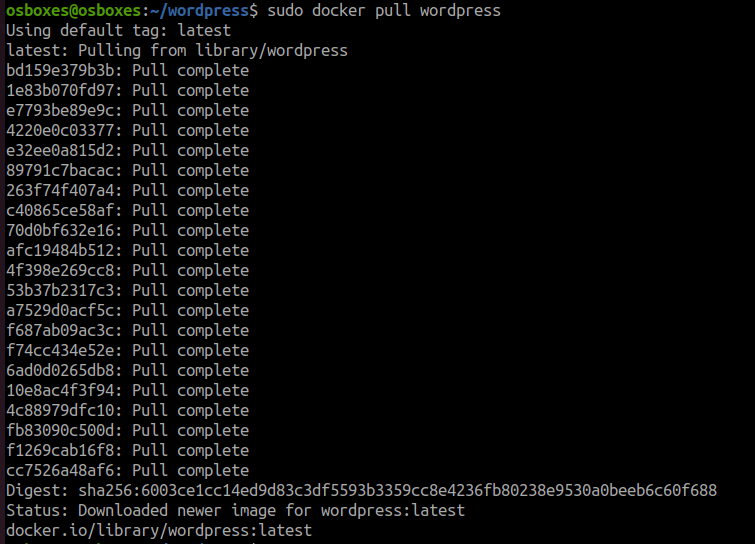 osboxes@osboxes:~/wordpress$ sudo docker pull wordpress
Using default tag: latest
latest: Pulling from library/wordpress
bd159e379b3b: Pull complete
1e83b070fd97: Pull complete
e7793be89e9c: Pull complete
4220e0c03377: Pull complete
e32ee0a815d2: Pull complete
89791c7bacac: Pull complete
263f74f407a4: Pull complete
c40865ce58af: Pull complete
70d0bf632e16: Pull complete
afc19484b512: Pull complete
4f398e269cc8: Pull complete
53b37b2317c3: Pull complete
a7529d0acf5c: Pull complete
f687ab09ac3c: Pull complete
f74cc434e52e: Pull complete
6ad0d0265db8: Pull complete
10e8ac4f3f94: Pull complete
4c88979dfc10: Pull complete
fb83090c500d: Pull complete
f1269cab16f8: Pull complete
cc7526a48af6: Pull complete
Digest: sha256:6003ce1cc14ed9d83c3df5593b3359cc8e4236fb80238e9530a0beeb6c60f688
Status: Downloaded newer image for wordpress:latest
docker.io/library/wordpress:latest